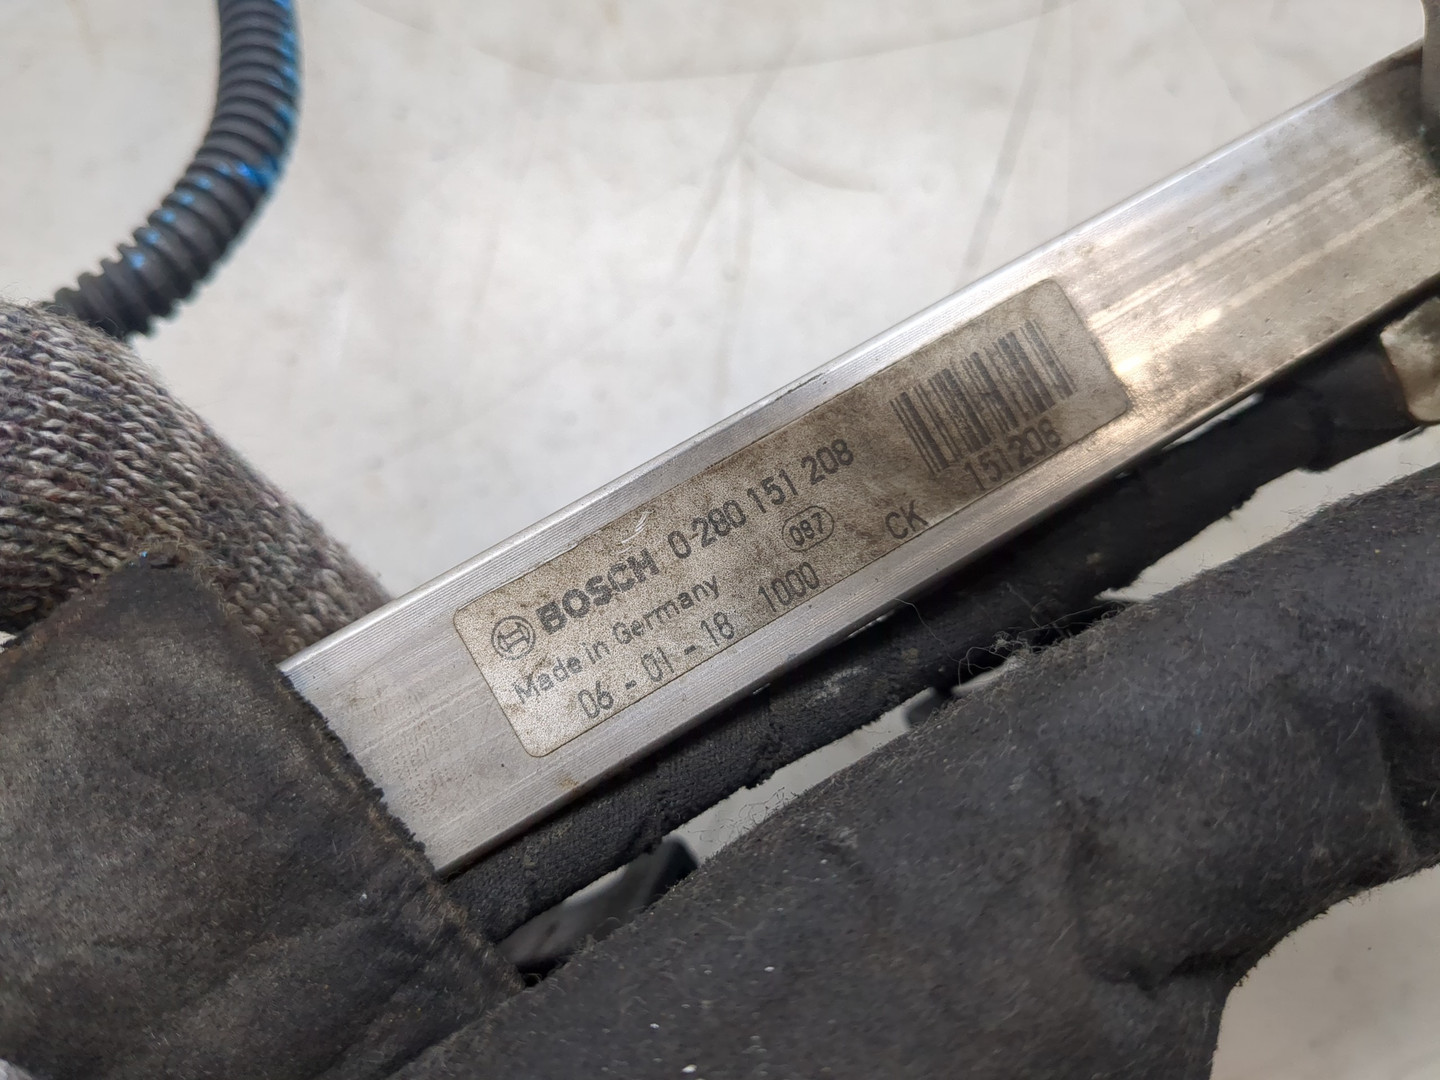 BOSCH 0-280 151 208
Made in Germany 087
06 - 01 - 18 1000 CK
151208